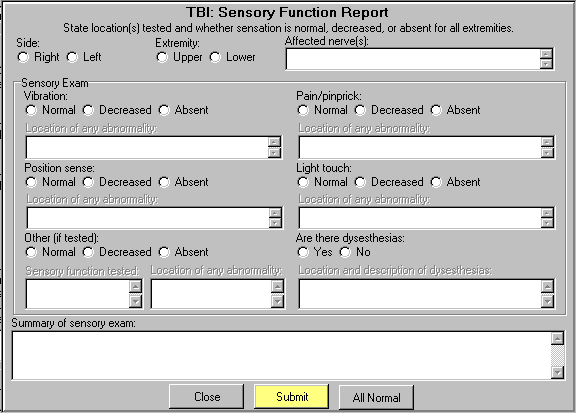 TBI: Sensory Function Report
State location(s) tested and whether sensation is normal, decreased, or absent for all extremities.
Side: Extremity: Affected nerve(s):
Right Left Upper Lower
Sensory Exam
Vibration: Pain/pinprick:
Normal Decreased Absent Normal Decreased Absent
Location of any abnormality: Location of any abnormality:
Position sense: Light touch:
Normal Decreased Absent Normal Decreased Absent
Location of any abnormality: Location of any abnormality:
Other (if tested): Are there dysesthesias:
Normal Decreased Absent Yes No
Sensory function tested: Location of any abnormality: Location and description of dysesthesias:
Summary of sensory exam:
Close Submit All Normal